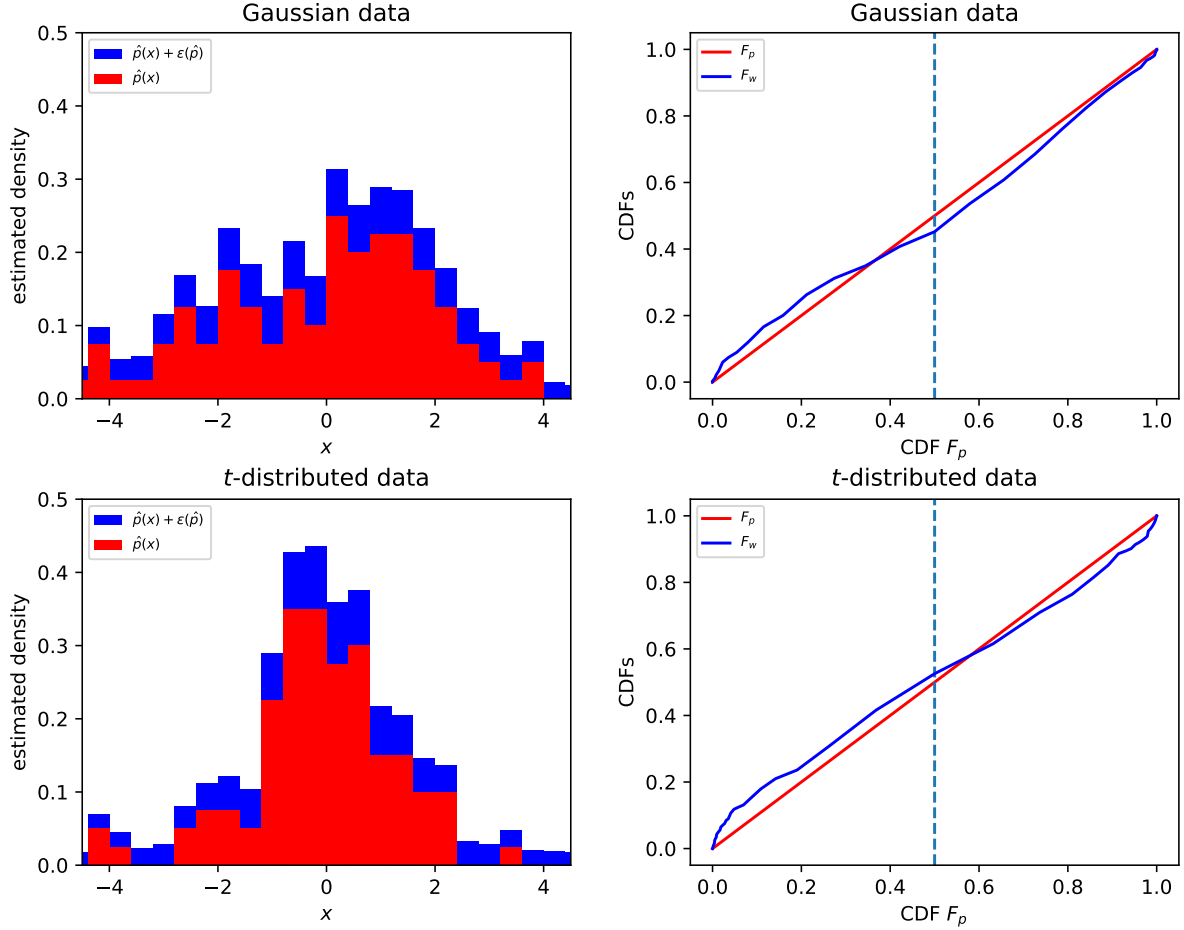 Gaussian data
p̂(x) + ε(p̂)
p̂(x)
estimated density
0.5
0.4
0.3
0.2
0.1
0.0
−4
−2
0
2
4
x
Gaussian data
F_p
F_w
CDFs
1.0
0.8
0.6
0.4
0.2
0.0
0.0
0.2
0.4
0.6
0.8
1.0
CDF F_p
t-distributed data
p̂(x) + ε(p̂)
p̂(x)
estimated density
0.5
0.4
0.3
0.2
0.1
0.0
−4
−2
0
2
4
x
t-distributed data
F_p
F_w
CDFs
1.0
0.8
0.6
0.4
0.2
0.0
0.0
0.2
0.4
0.6
0.8
1.0
CDF F_p